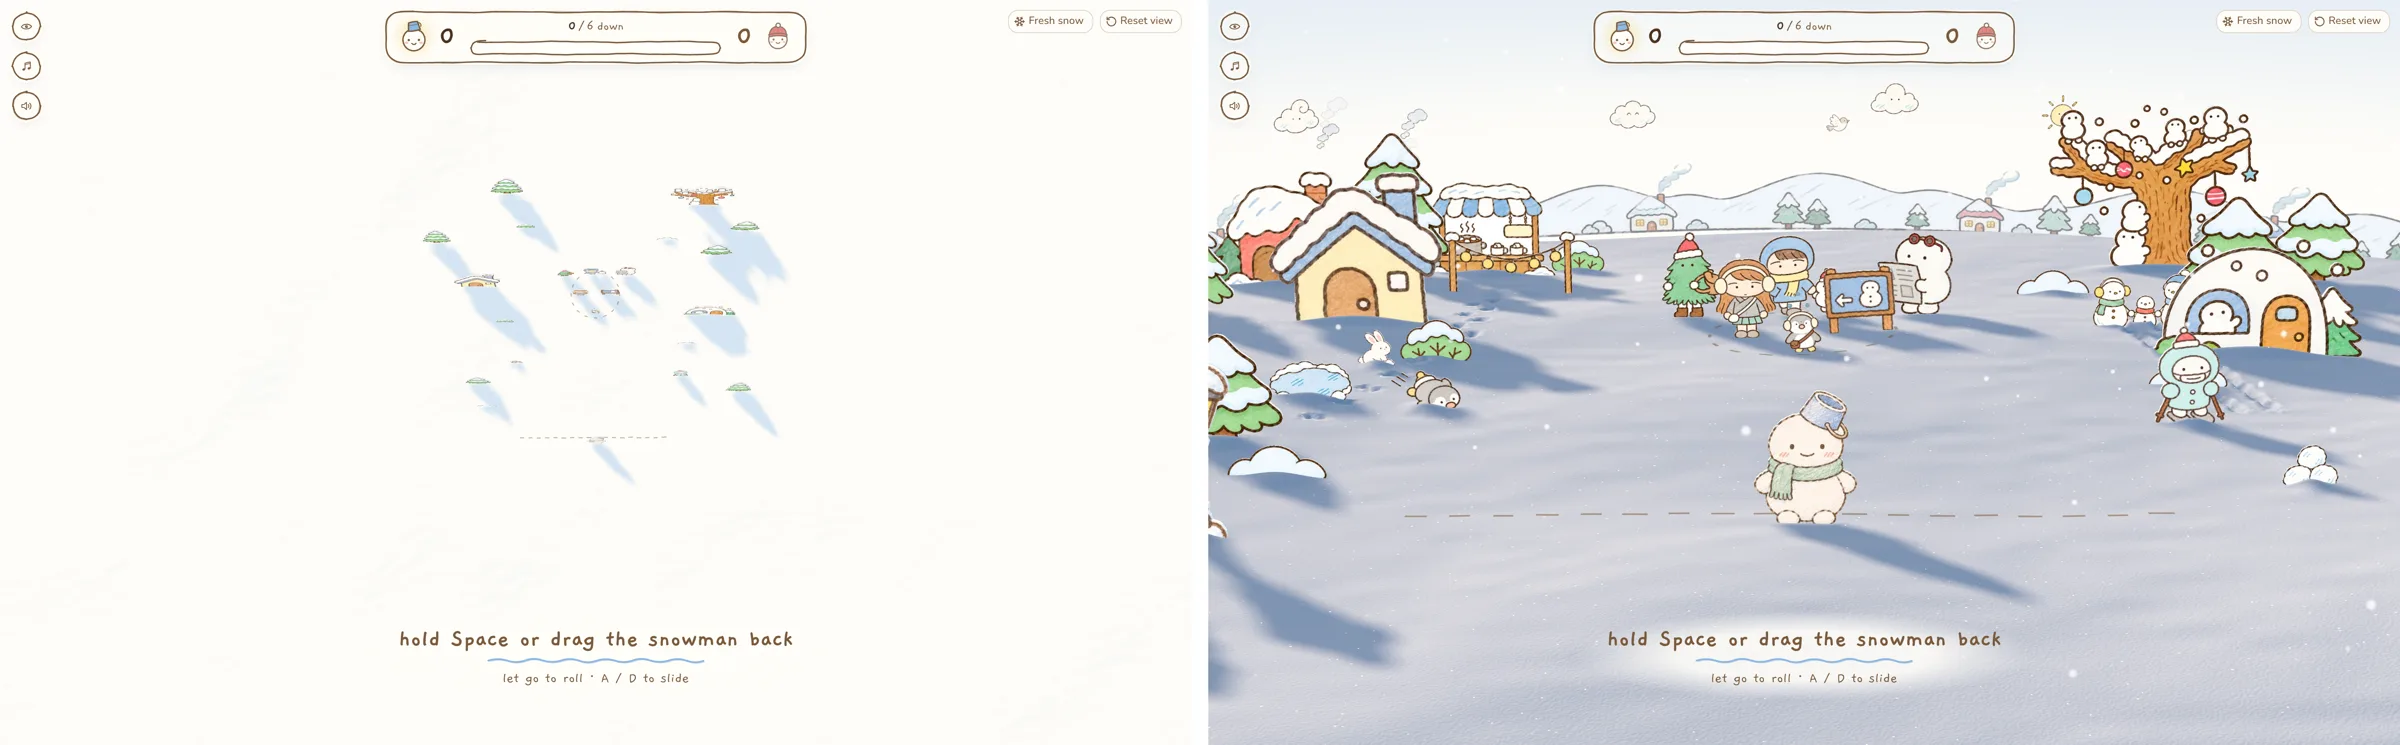 0
0 / 6 down
0
Fresh snow
Reset view
hold Space or drag the snowman back
let go to roll · A / D to slide
0
0 / 6 down
0
Fresh snow
Reset view
hold Space or drag the snowman back
let go to roll · A / D to slide